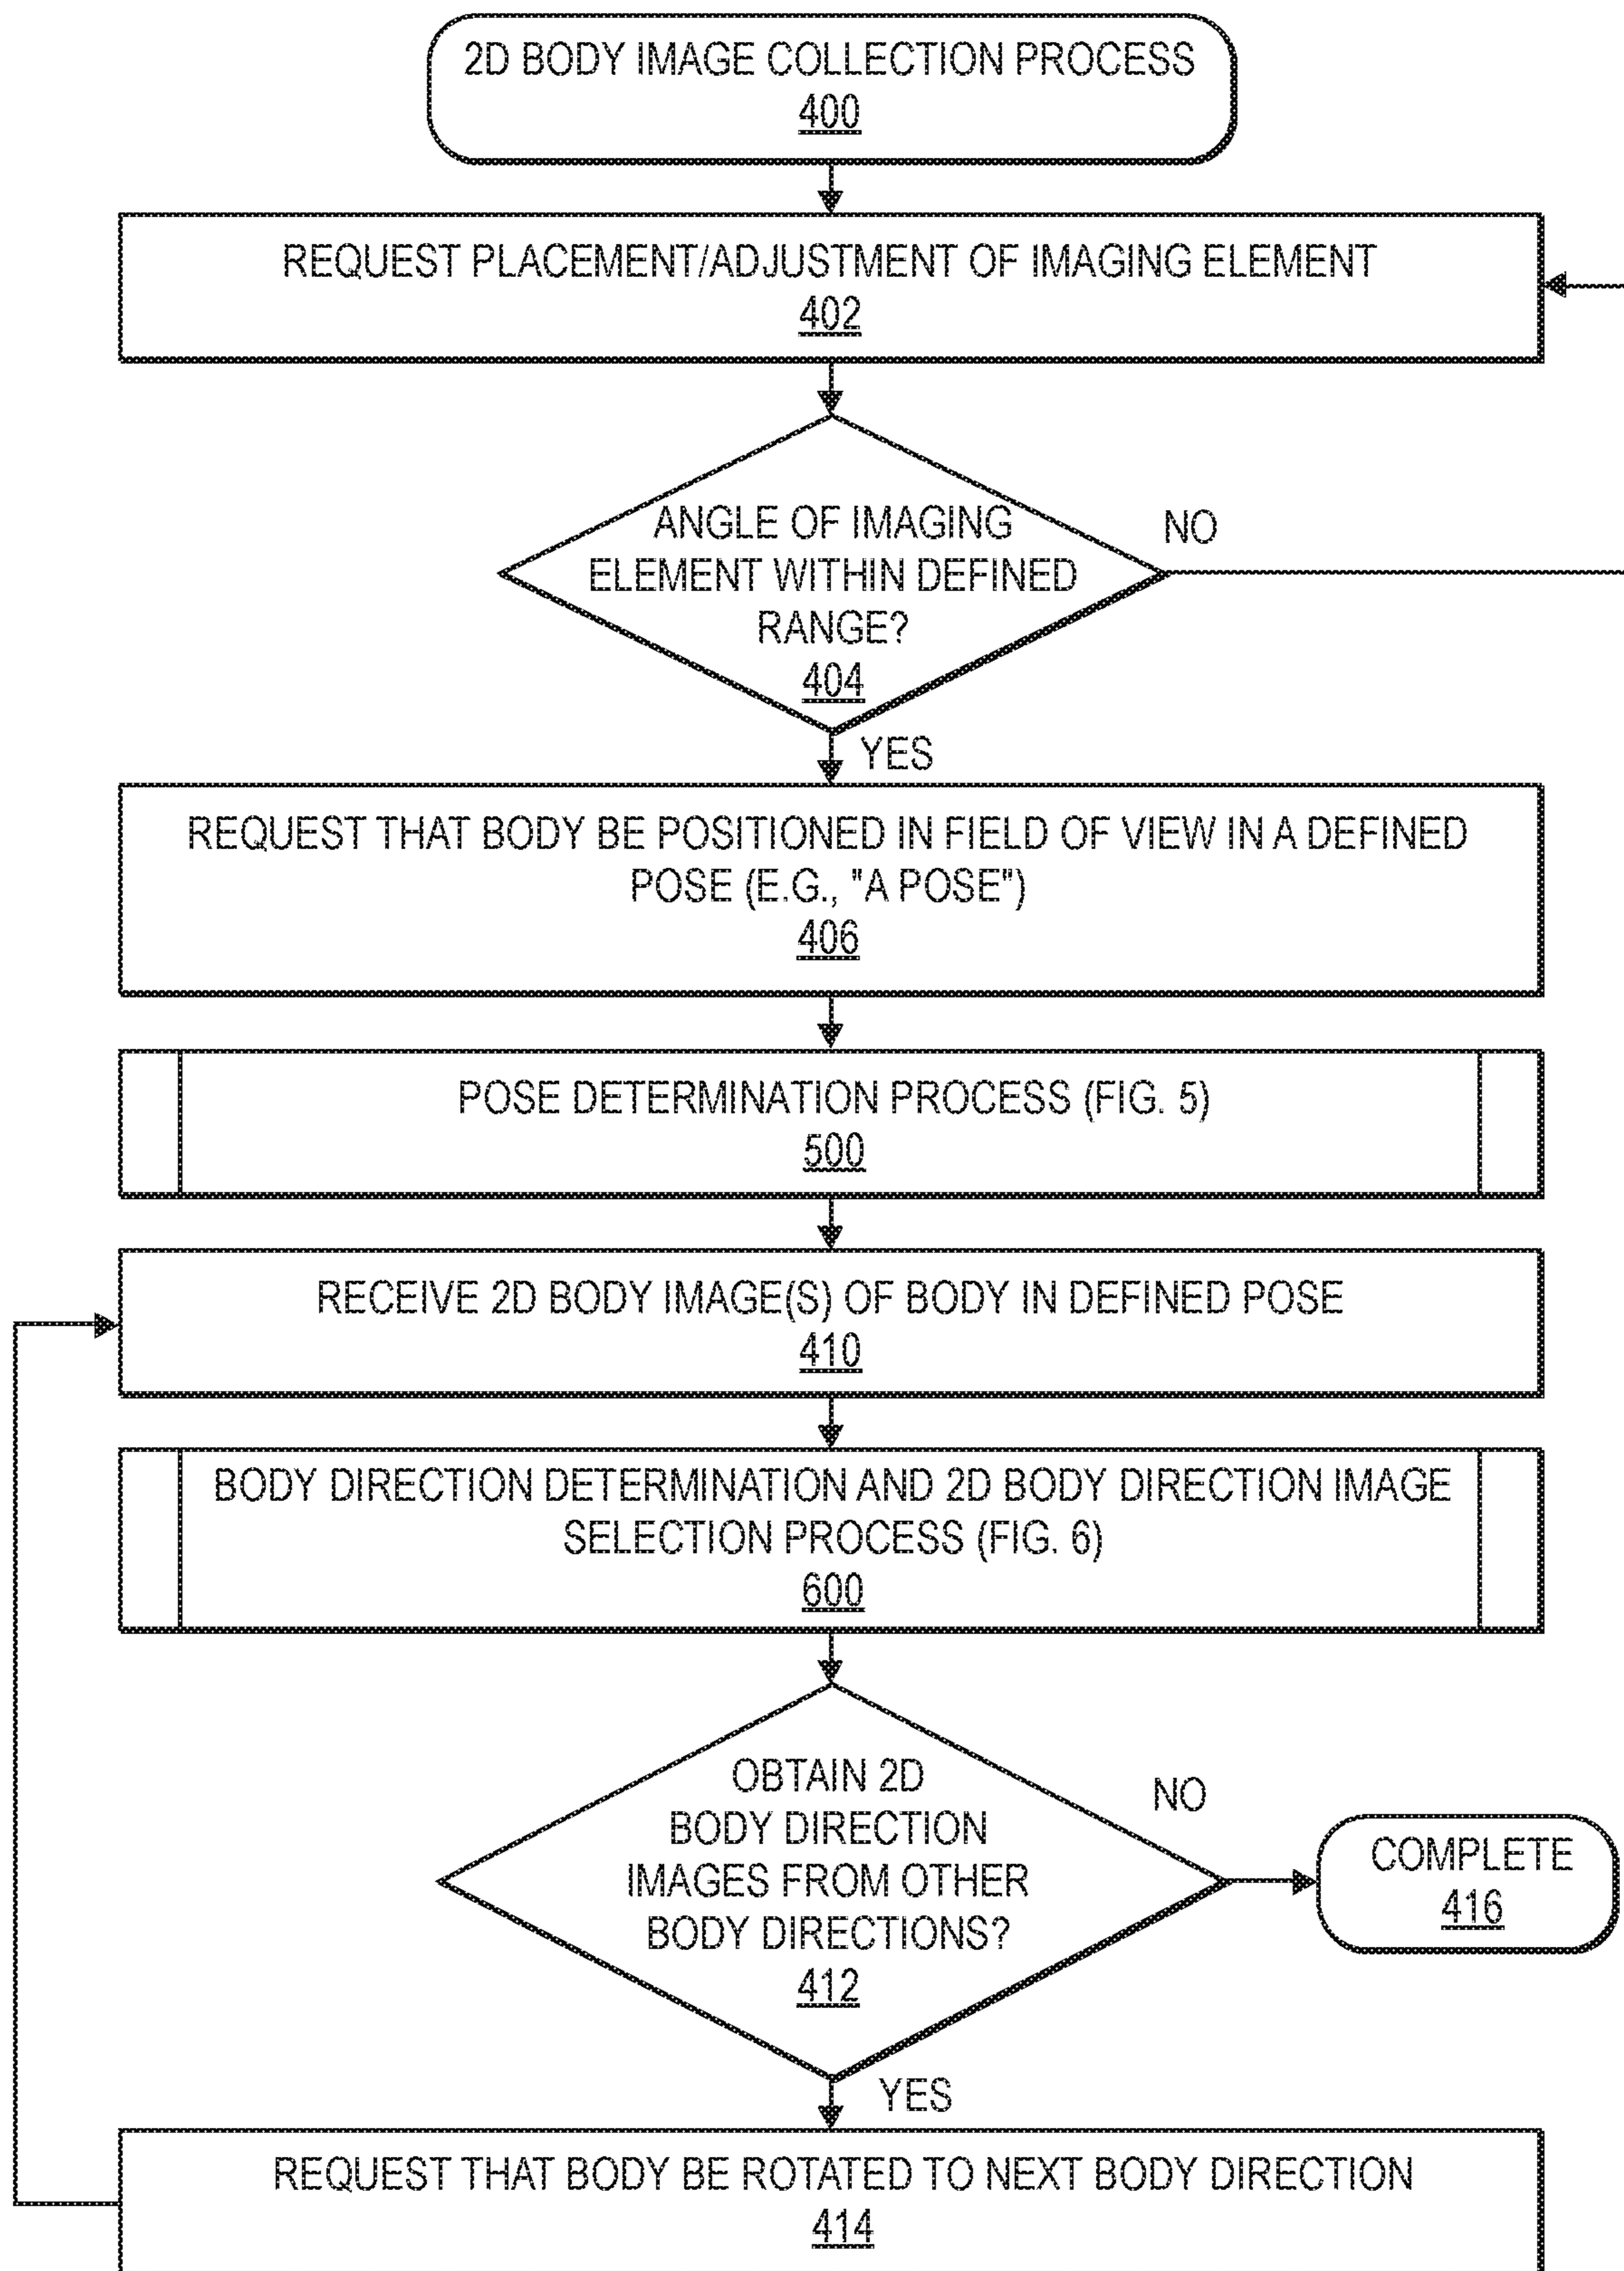 2D BODY IMAGE COLLECTION PROCESS
400
REQUEST PLACEMENT/ADJUSTMENT OF IMAGING ELEMENT
402
ANGLE OF IMAGING
ELEMENT WITHIN DEFINED
RANGE?
404
NO
YES
REQUEST THAT BODY BE POSITIONED IN FIELD OF VIEW IN A DEFINED
POSE (E.G., "A POSE")
406
POSE DETERMINATION PROCESS (FIG. 5)
500
RECEIVE 2D BODY IMAGE(S) OF BODY IN DEFINED POSE
410
BODY DIRECTION DETERMINATION AND 2D BODY DIRECTION IMAGE
SELECTION PROCESS (FIG. 6)
600
OBTAIN 2D
BODY DIRECTION
IMAGES FROM OTHER
BODY DIRECTIONS?
412
NO
COMPLETE
416
YES
REQUEST THAT BODY BE ROTATED TO NEXT BODY DIRECTION
414